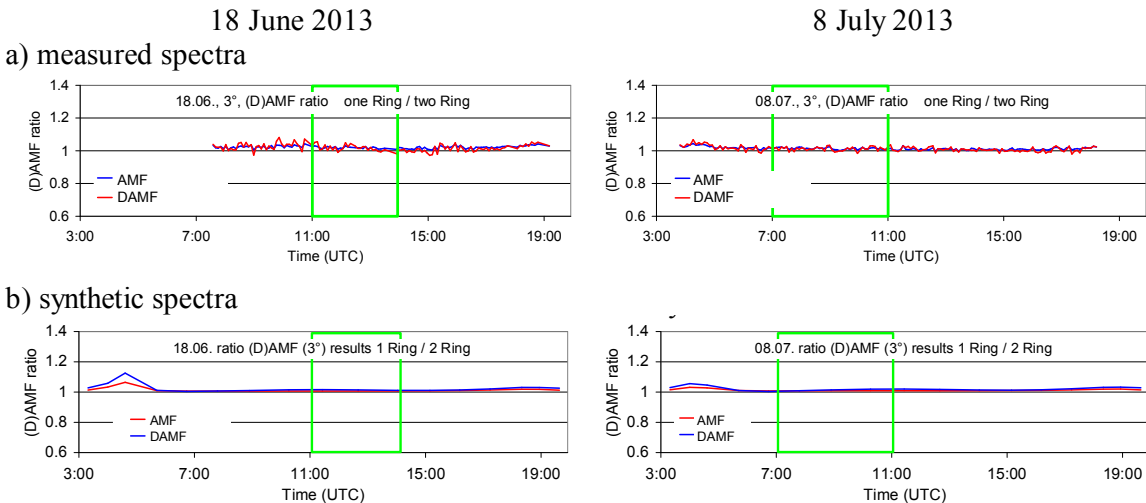 18 June 2013
8 July 2013
a) measured spectra
18.06., 3°, (D)AMF ratio one Ring / two Ring
(D)AMF ratio
1.4
1.2
1
0.8
0.6
AMF
DAMF
3:00 7:00 11:00 15:00 19:00
Time (UTC)
08.07., 3°, (D)AMF ratio one Ring / two Ring
(D)AMF ratio
1.4
1.2
1
0.8
0.6
AMF
DAMF
3:00 7:00 11:00 15:00 19:00
Time (UTC)
b) synthetic spectra
18.06. ratio (D)AMF (3°) results 1 Ring / 2 Ring
(D)AMF ratio
1.4
1.2
1
0.8
0.6
AMF
DAMF
3:00 7:00 11:00 15:00 19:00
Time (UTC)
08.07. ratio (D)AMF (3°) results 1 Ring / 2 Ring
(D)AMF ratio
1.4
1.2
1
0.8
0.6
AMF
DAMF
3:00 7:00 11:00 15:00 19:00
Time (UTC)